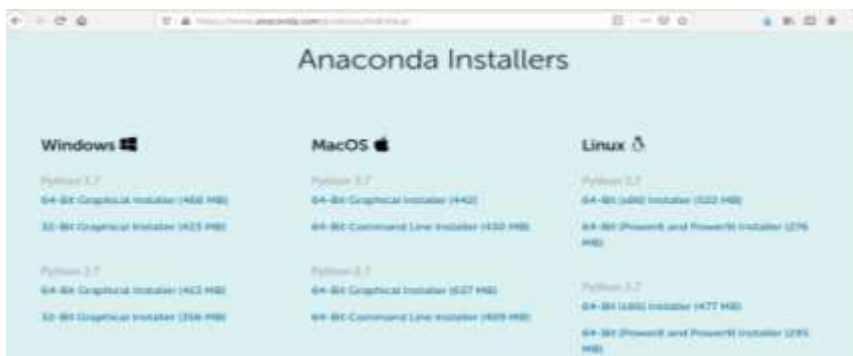 Anaconda Installers
Windows
Python 3.7
64-Bit Graphical Installer (466 MB)
32-Bit Graphical Installer (423 MB)
Python 2.7
64-Bit Graphical Installer (413 MB)
32-Bit Graphical Installer (356 MB)
MacOS
Python 3.7
64-Bit Graphical Installer (442)
64-Bit Command Line Installer (430 MB)
Python 2.7
64-Bit Graphical Installer (637 MB)
64-Bit Command Line Installer (409 MB)
Linux
Python 3.7
64-Bit (x86) Installer (522 MB)
64-Bit (Power8 and Power9) Installer (276
MB)
Python 2.7
64-Bit (x86) Installer (477 MB)
64-Bit (Power8 and Power9) Installer (295
MB)